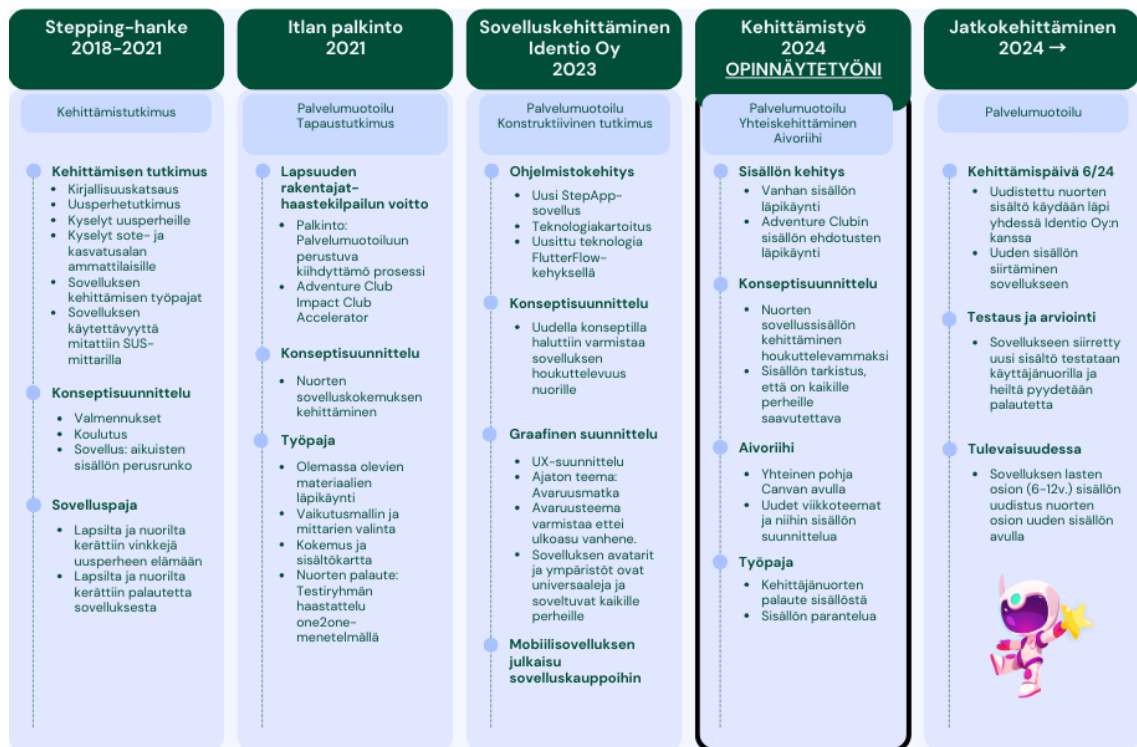 Stepping-hanke
2018-2021
Kehittämistutkimus
Kehittämisen tutkimus
• Kirjallisuuskatsaus
• Uusperhetutkimus
• Kyselyt uusperheille
• Kyselyt sote- ja
kasvatusalan
ammattilaisille
• Sovelluksen
kehittämisen työpajat
• Sovelluksen
käytettävyyttä
mitattiin SUS-
mittarilla
Konseptisuunnittelu
• Valmennukset
• Koulutus
• Sovellus: aikuisten
sisällön perusrunko
Sovelluspaja
• Lapsilta ja nuorilta
kerättiin vinkkejä
uusperheen elämään
• Lapsilta ja nuorilta
kerättiin palautetta
sovelluksesta
Itlan palkinto
2021
Palvelumuotoilu
Tapaustutkimus
Lapsuuden
rakentajat-
haastekilpailun voitto
• Palkinto:
Palvelumuotoiluun
perustuva
kiihdyttämö prosessi
• Adventure Club
Impact Club
Accelerator
Konseptisuunnittelu
• Nuorten
sovelluskokemuksen
kehittäminen
Työpaja
• Olemassa olevien
materiaalien
läpikäynti
• Vaikutusmallin ja
mittarien valinta
• Kokemus ja
sisältökartta
• Nuorten palaute:
Testiryhmän
haastattelu
one2one-
menetelmällä
Sovelluskehittäminen
Identio Oy
2023
Palvelumuotoilu
Konstruktiivinen tutkimus
Ohjelmistokehitys
• Uusi StepApp-
sovellus
• Teknologiakartoitus
• Uusittu teknologia
FlutterFlow-
kehyksellä
Konseptisuunnittelu
• Uudella konseptilla
haluttiin varmistaa
sovelluksen
houkuttelevuus
nuorille
Graafinen suunnittelu
• UX-suunnittelu
• Ajaton teema:
Avaruusmatka
• Avaruusteema
varmistaa ettei
ulkoasu vanhene.
• Sovelluksen avatarit
ja ympäristöt ovat
universaaleja ja
soveltuvat kaikille
perheille
Mobiilisovelluksen
julkaisu
sovelluskauppoihin
Kehittämistyö
2024
OPINNÄYTETYÖNI
Palvelumuotoilu
Yhteiskehittäminen
Aivoriihi
Sisällön kehitys
• Vanhan sisällön
läpikäynti
• Adventure Clubin
sisällön ehdotusten
läpikäynti
Konseptisuunnittelu
• Nuorten
sovellussisällön
kehittäminen
houkuttelevammaksi
• Sisällön tarkistus,
että on kaikille
perheille
saavutettava
Aivoriihi
• Yhteinen pohja
Canvan avulla
• Uudet viikkoteemat
ja niihin sisällön
suunnittelua
Työpaja
• Kehittäjänuorten
palaute sisällöstä
• Sisällön parantelua
Jatkokehittäminen
2024 →
Palvelumuotoilu
Kehittämispäivä 6/24
• Uudistettu nuorten
sisältö käydään läpi
yhdessä Identio Oy:n
kanssa
• Uuden sisällön
siirtäminen
sovellukseen
Testaus ja arviointi
• Sovellukseen siirretty
uusi sisältö testataan
käyttäjänuorilla ja
heiltä pyydetään
palautetta
Tulevaisuudessa
• Sovelluksen lasten
osion (6-12v.) sisällön
uudistus nuorten
osion uuden sisällön
avulla